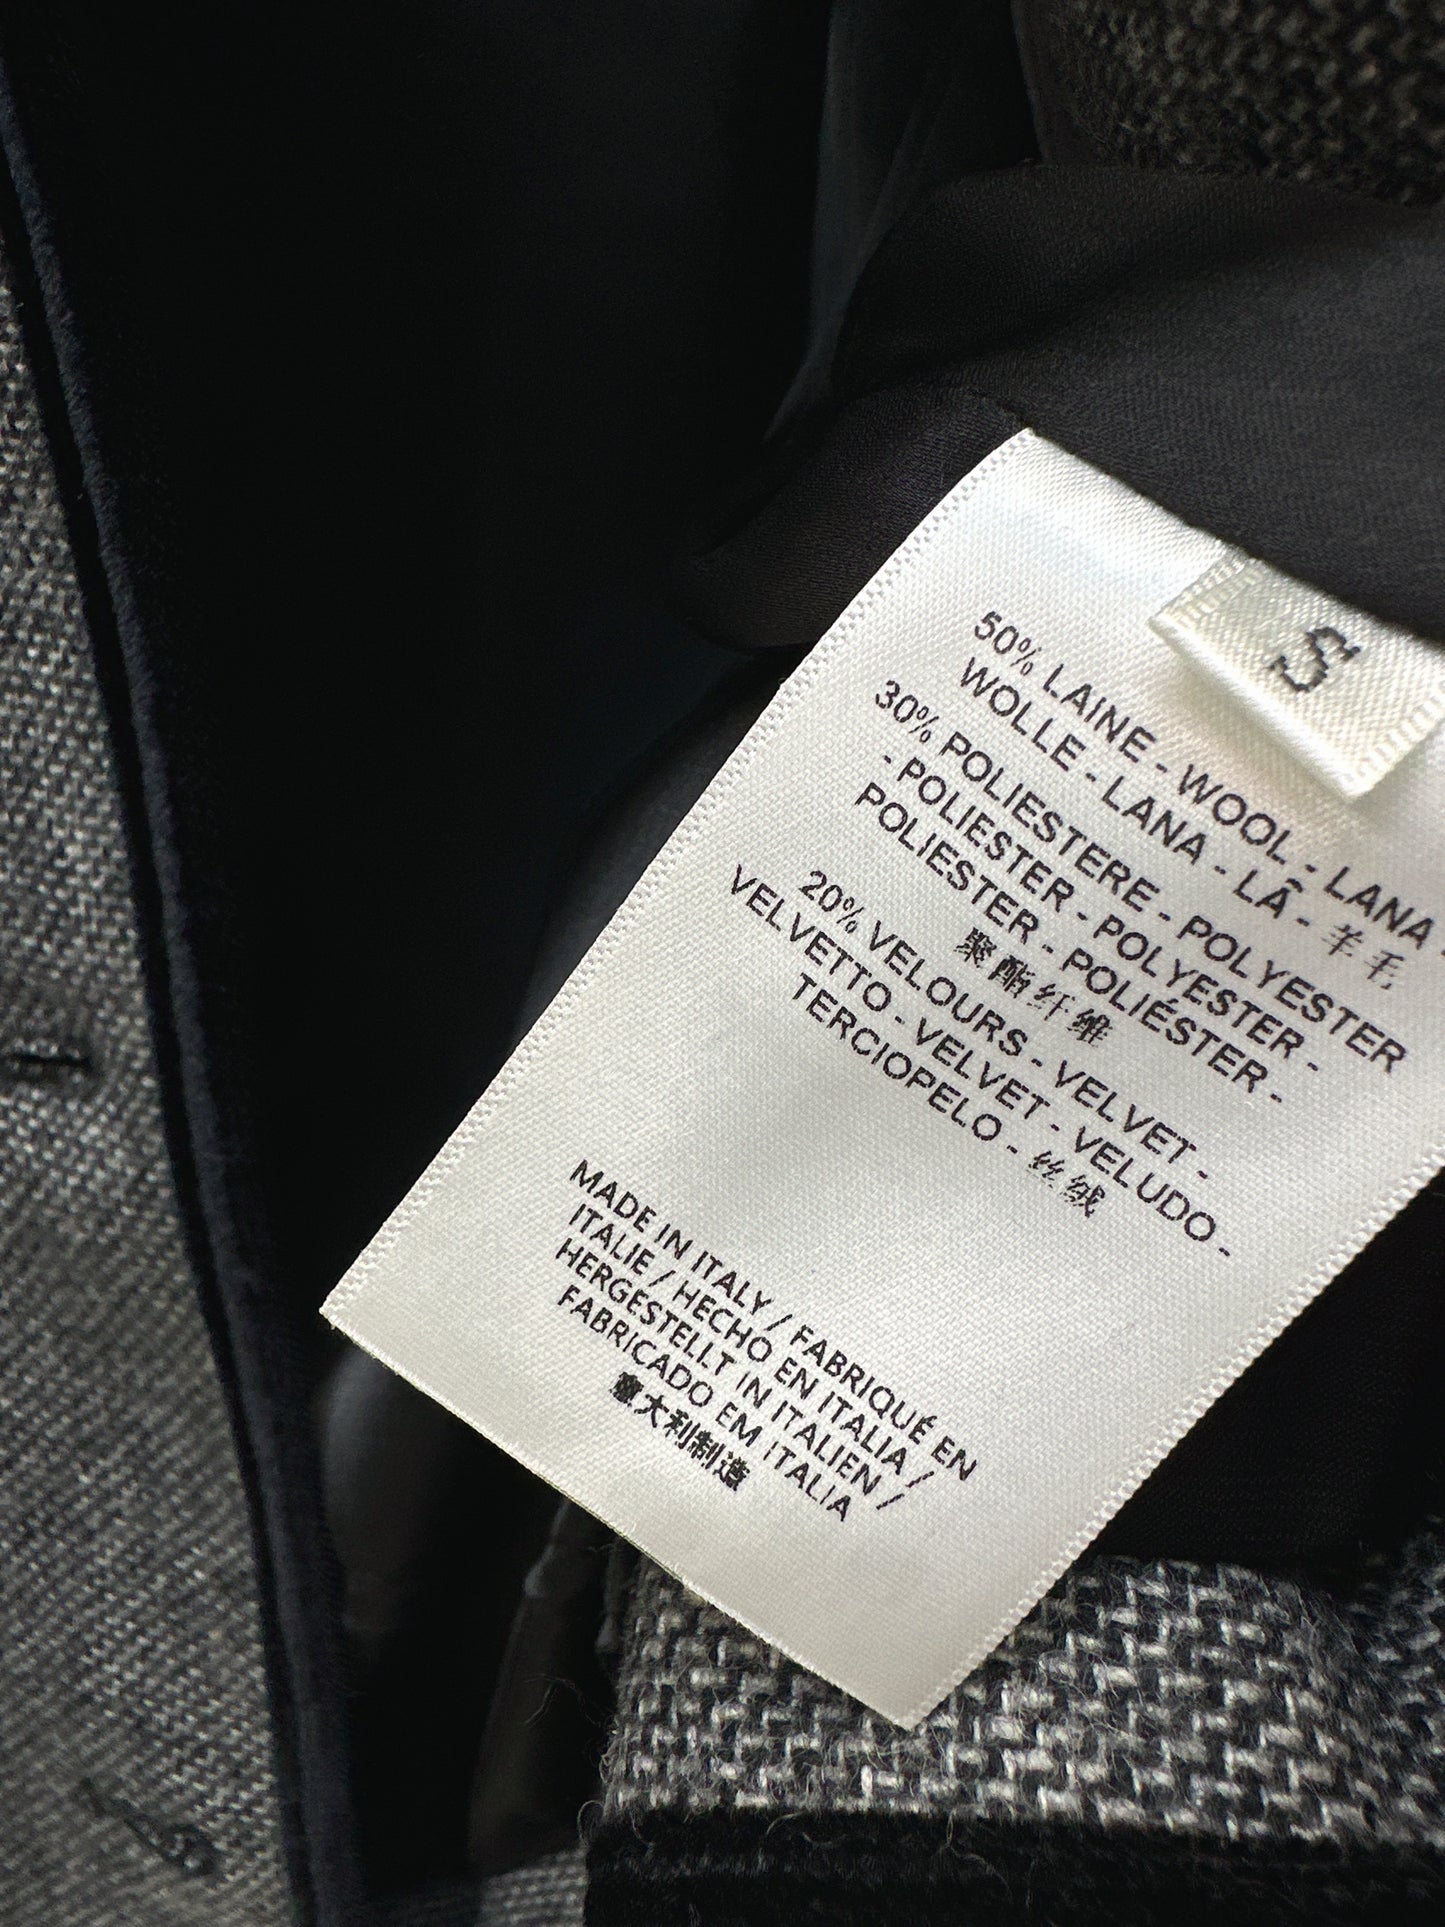 S
50% LAINE - WOOL - LANA -
WOLLE - LANA - LÃ - 羊毛
30% POLIESTERE - POLYESTER
- POLIESTER - POLYESTER -
POLIESTER - POLIÉSTER -
聚酯纤维
20% VELOURS - VELVET -
VELVETTO - VELVET - VELUDO -
TERCIOPELO - 丝绒
MADE IN ITALY / FABRIQUÉ EN
ITALIE / HECHO EN ITALIA /
HERGESTELLT IN ITALIEN /
FABRICADO EM ITALIA
意大利制造